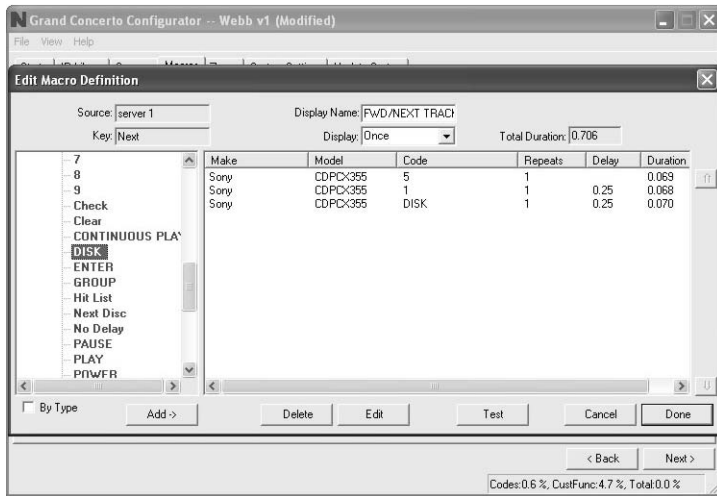 Grand Concerto Configurator -- Webb v1 (Modified)
File View Help
Macros
Edit Macro Definition
Source: server 1 Display Name: FWD/NEXT TRACK
Key: Next Display: Once Total Duration: 0.706
Make Model Code Repeats Delay Duration
Sony CDPCX355 5 1 0.069
Sony CDPCX355 1 1 0.25 0.068
Sony CDPCX355 DISK 1 0.25 0.070
7
8
9
Check
Clear
CONTINUOUS PLA
DISK
ENTER
GROUP
Hit List
Next Disc
No Delay
PAUSE
PLAY
POWER
By Type Add -> Delete Edit Test Cancel Done
< Back Next >
Codes:0.6 %, CustFunc:4.7 %, Total:0.0 %